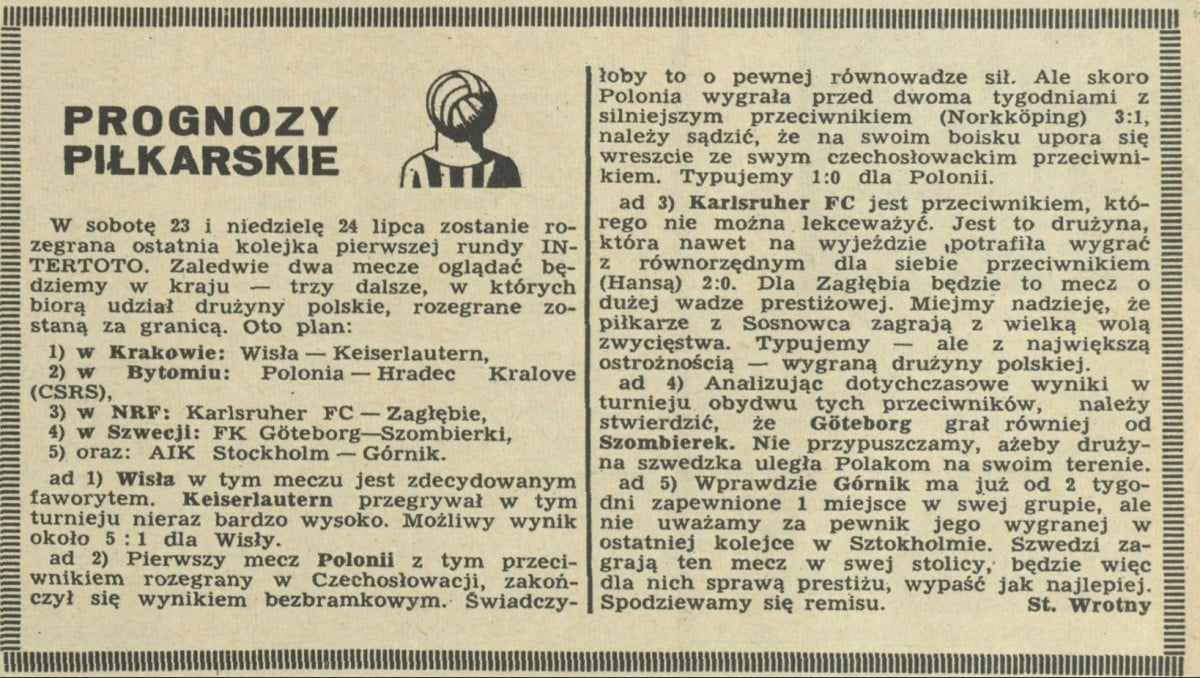 PROGNOZY
PIŁKARSKIE
W sobotę 23 i niedzielę 24 lipca zostanie ro-
zegrana ostatnia kolejka pierwszej rundy IN-
TERTOTO. Zaledwie dwa mecze oglądać bę-
dziemy w kraju — trzy dalsze, w których
biorą udział drużyny polskie, rozegrane zo-
staną za granicą. Oto plan:
1) w Krakowie: Wisła — Keiserlautern,
2) w Bytomiu: Polonia — Hradec Kralove
(CSRS),
3) w NRF: Karlsruher FC — Zagłębie,
4) w Szwecji: FK Göteborg—Szombierki,
5) oraz: AIK Stockholm — Górnik.
ad 1) Wisła w tym meczu jest zdecydowanym
faworytem. Keiserlautern przegrywał w tym
turnieju nieraz bardzo wysoko. Możliwy wynik
około 5 : 1 dla Wisły.
ad 2) Pierwszy mecz Polonii z tym przeci-
wnikiem rozegrany w Czechosłowacji, zakoń-
czył się wynikiem bezbramkowym. Świadczy-
łoby to o pewnej równowadze sił. Ale skoro
Polonia wygrała przed dwoma tygodniami z
silniejszym przeciwnikiem (Norkköping) 3:1,
należy sądzić, że na swoim boisku upora się
wreszcie ze swym czechosłowackim przeciwni-
kiem. Typujemy 1:0 dla Polonii.
ad 3) Karlsruher FC jest przeciwnikiem, któ-
rego nie można lekceważyć. Jest to drużyna,
która nawet na wyjeździe potrafiła wygrać
z równorzędnym dla siebie przeciwnikiem
(Hansą) 2:0. Dla Zagłębia będzie to mecz o
dużej wadze prestiżowej. Miejmy nadzieję, że
piłkarze z Sosnowca zagrają z wielką wolą
zwycięstwa. Typujemy — ale z największą
ostrożnością — wygraną drużyny polskiej.
ad 4) Analizując dotychczasowe wyniki w
turnieju obydwu tych przeciwników, należy
stwierdzić, że Göteborg grał równiej od
Szombierek. Nie przypuszczamy, ażeby druży-
na szwedzka uległa Polakom na swoim terenie.
ad 5) Wprawdzie Górnik ma już od 2 tygo-
dni zapewnione 1 miejsce w swej grupie, ale
nie uważamy za pewnik jego wygranej w
ostatniej kolejce w Sztokholmie. Szwedzi za-
grają ten mecz w swej stolicy, będzie więc
dla nich sprawą prestiżu, wypaść jak najlepiej.
Spodziewamy się remisu. St. Wrotny